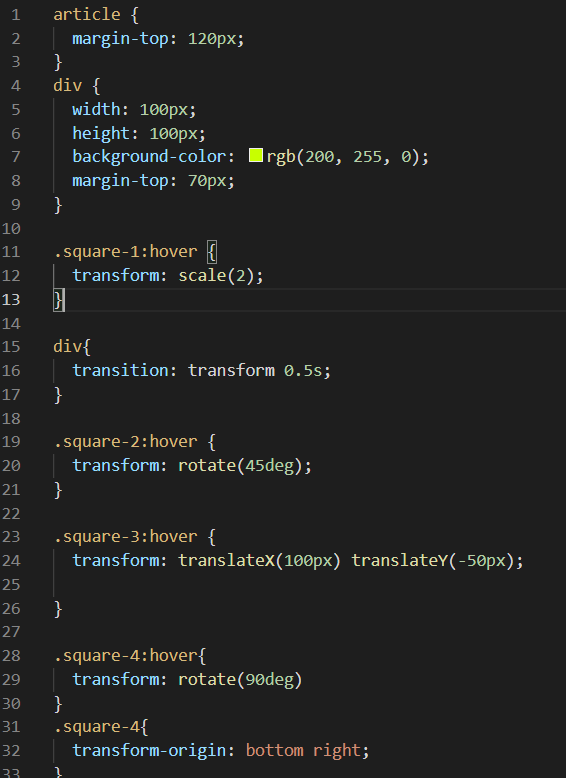 1 article {
2   margin-top: 120px;
3 }
4 div {
5   width: 100px;
6   height: 100px;
7   background-color: rgb(200, 255, 0);
8   margin-top: 70px;
9 }
10
11 .square-1:hover {
12   transform: scale(2);
13 }
14
15 div{
16   transition: transform 0.5s;
17 }
18
19 .square-2:hover {
20   transform: rotate(45deg);
21 }
22
23 .square-3:hover {
24   transform: translateX(100px) translateY(-50px);
25
26 }
27
28 .square-4:hover{
29   transform: rotate(90deg)
30 }
31 .square-4{
32   transform-origin: bottom right;
33 }